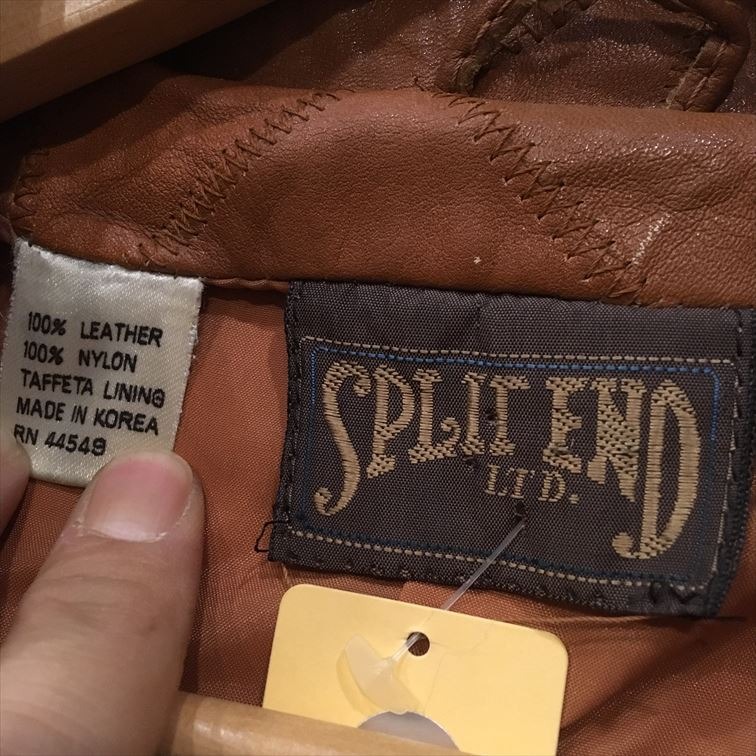 100% LEATHER
100% NYLON
TAFFETA LINING
MADE IN KOREA
RN 44549
SPLIT END
LTD.